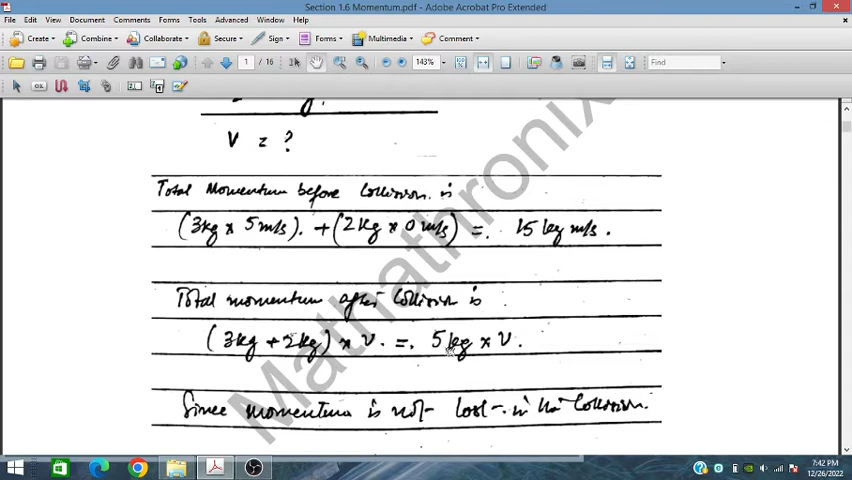 Section 1.6 Momentum.pdf - Adobe Acrobat Pro Extended
File Edit View Document Comments Forms Tools Advanced Window Help
Create Combine Collaborate Secure Sign Forms Multimedia Comment
1 / 16 143% Find
V = ?
Total Momentum before Collision is
(3kg × 5m/s). + (2kg × 0 m/s) =. 15 kg m/s.
Total momentum after Collision is
(3kg + 2kg) × V. =. 5kg × V.
Since momentum is not lost in the Collision.
Mathathronix
7:42 PM
12/26/2022